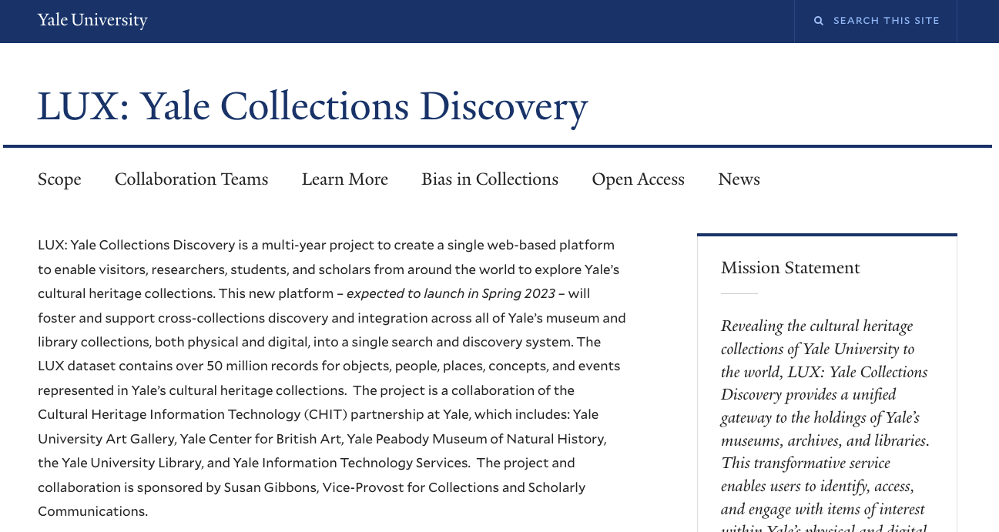 Yale University
SEARCH THIS SITE
LUX: Yale Collections Discovery
Scope Collaboration Teams Learn More Bias in Collections Open Access News
LUX: Yale Collections Discovery is a multi-year project to create a single web-based platform
to enable visitors, researchers, students, and scholars from around the world to explore Yale’s
cultural heritage collections. This new platform – expected to launch in Spring 2023 – will
foster and support cross-collections discovery and integration across all of Yale’s museum and
library collections, both physical and digital, into a single search and discovery system. The
LUX dataset contains over 50 million records for objects, people, places, concepts, and events
represented in Yale’s cultural heritage collections.  The project is a collaboration of the
Cultural Heritage Information Technology (CHIT) partnership at Yale, which includes: Yale
University Art Gallery, Yale Center for British Art, Yale Peabody Museum of Natural History,
the Yale University Library, and Yale Information Technology Services.  The project and
collaboration is sponsored by Susan Gibbons, Vice-Provost for Collections and Scholarly
Communications.
Mission Statement
Revealing the cultural heritage
collections of Yale University to
the world, LUX: Yale Collections
Discovery provides a unified
gateway to the holdings of Yale’s
museums, archives, and libraries.
This transformative service
enables users to identify, access,
and engage with items of interest
within Yale’s physical and digital